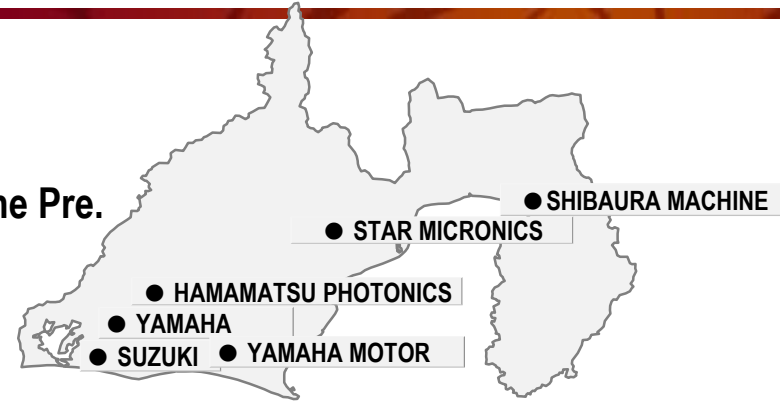 ne Pre.
● SHIBAURA MACHINE
● STAR MICRONICS
● HAMAMATSU PHOTONICS
● YAMAHA
● SUZUKI
● YAMAHA MOTOR